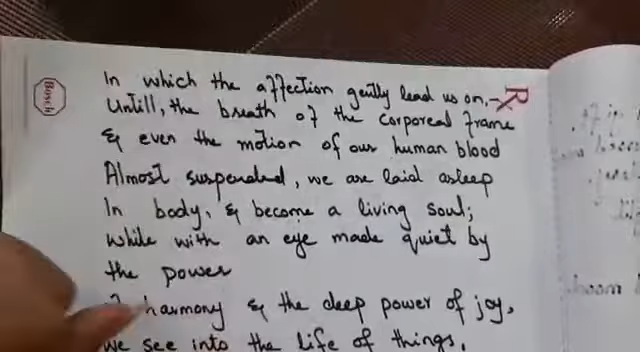 In which the affection gently lead us on,-
Untill, the breath of the corporeal frame
& even the motion of our human blood
Almost suspended, we are laid asleep
In body, & become a living soul;
While with an eye made quiet by
the power
harmony & the deep power of joy,
We see into the life of things.
Bosch
Rx